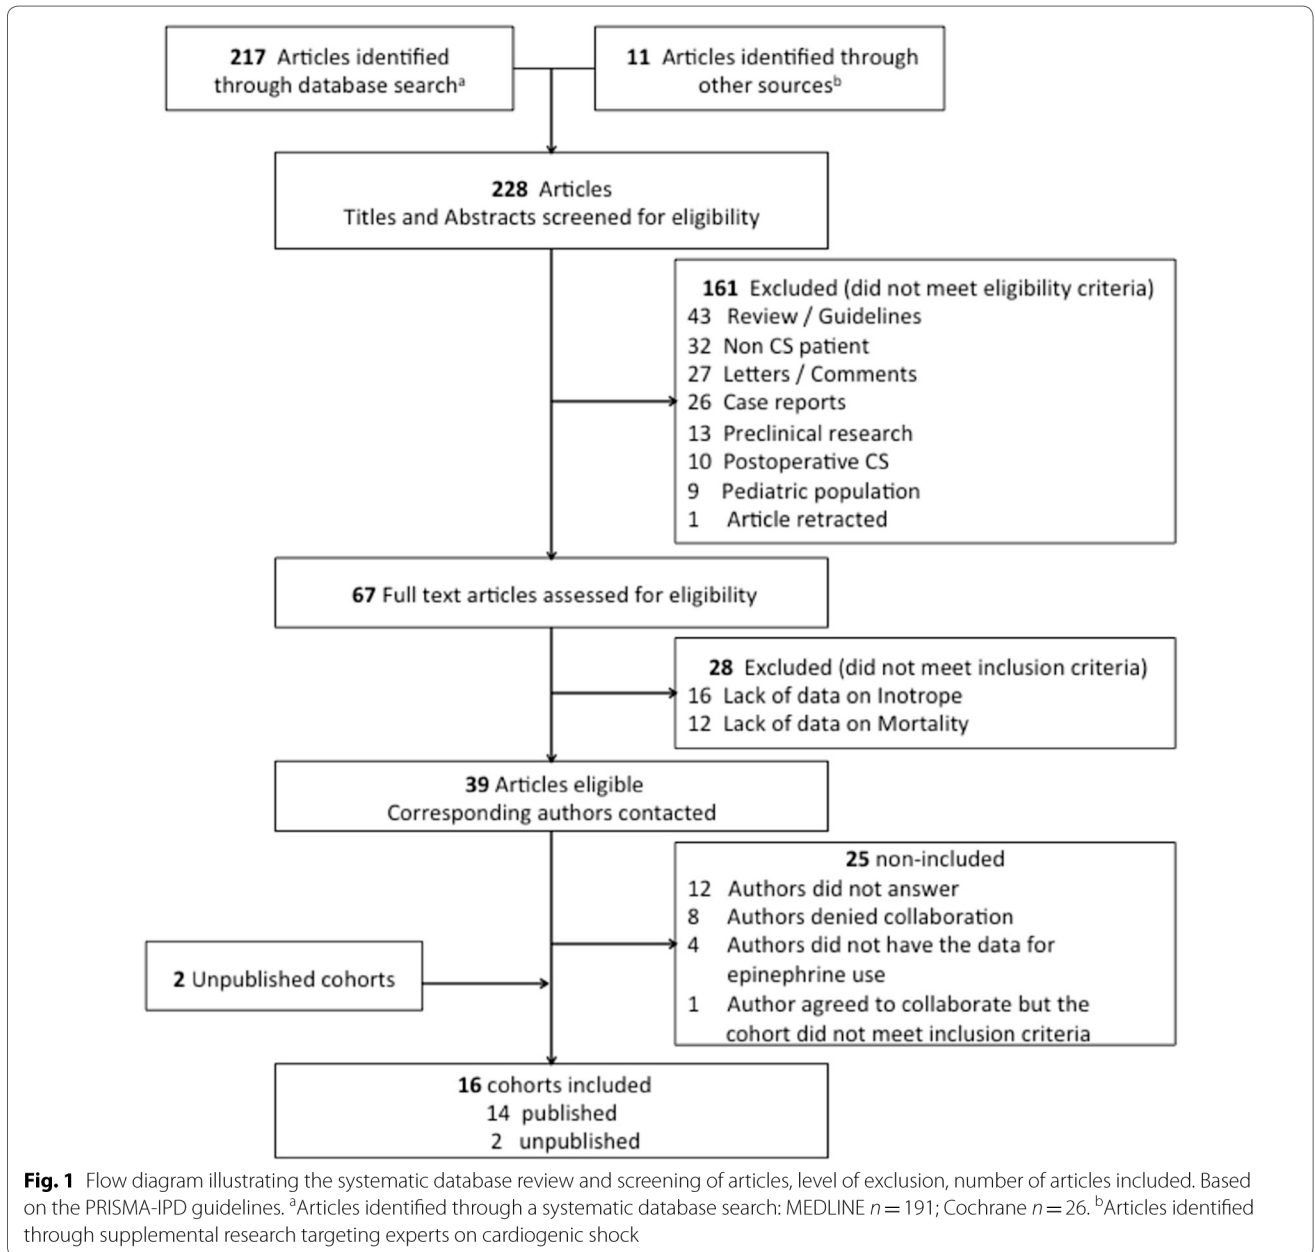 217 Articles identified
through database searchᵃ
11 Articles identified through
other sourcesᵇ
228 Articles
Titles and Abstracts screened for eligibility
161 Excluded (did not meet eligibility criteria)
43 Review / Guidelines
32 Non CS patient
27 Letters / Comments
26 Case reports
13 Preclinical research
10 Postoperative CS
9 Pediatric population
1 Article retracted
67 Full text articles assessed for eligibility
28 Excluded (did not meet inclusion criteria)
16 Lack of data on Inotrope
12 Lack of data on Mortality
39 Articles eligible
Corresponding authors contacted
25 non-included
12 Authors did not answer
8 Authors denied collaboration
4 Authors did not have the data for
epinephrine use
1 Author agreed to collaborate but the
cohort did not meet inclusion criteria
2 Unpublished cohorts
16 cohorts included
14 published
2 unpublished
Fig. 1 Flow diagram illustrating the systematic database review and screening of articles, level of exclusion, number of articles included. Based
on the PRISMA-IPD guidelines. ᵃArticles identified through a systematic database search: MEDLINE n = 191; Cochrane n = 26. ᵇArticles identified
through supplemental research targeting experts on cardiogenic shock